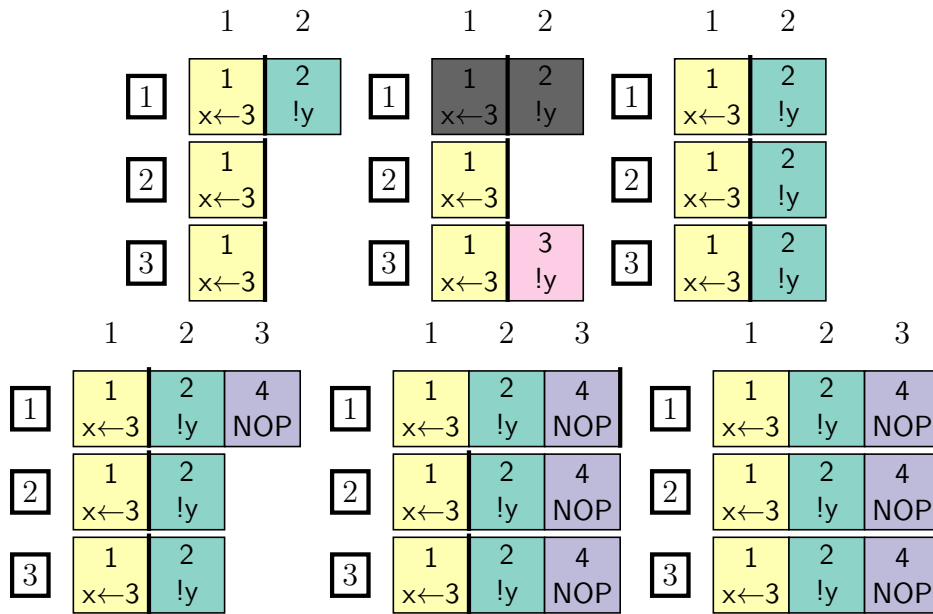 1 2 1 2 1 2
1 1 2 1 1 2 1 1 2
x←3 !y x←3 !y x←3 !y
2 1 2 1 2 1 2
x←3 x←3 x←3 !y
3 1 3 1 3 3 1 2
x←3 x←3 !y x←3 !y
1 2 3 1 2 3 1 2 3
1 1 2 4 1 1 2 4 1 1 2 4
x←3 !y NOP x←3 !y NOP x←3 !y NOP
2 1 2 2 1 2 4 2 1 2 4
x←3 !y x←3 !y NOP x←3 !y NOP
3 1 2 3 1 2 4 3 1 2 4
x←3 !y x←3 !y NOP x←3 !y NOP